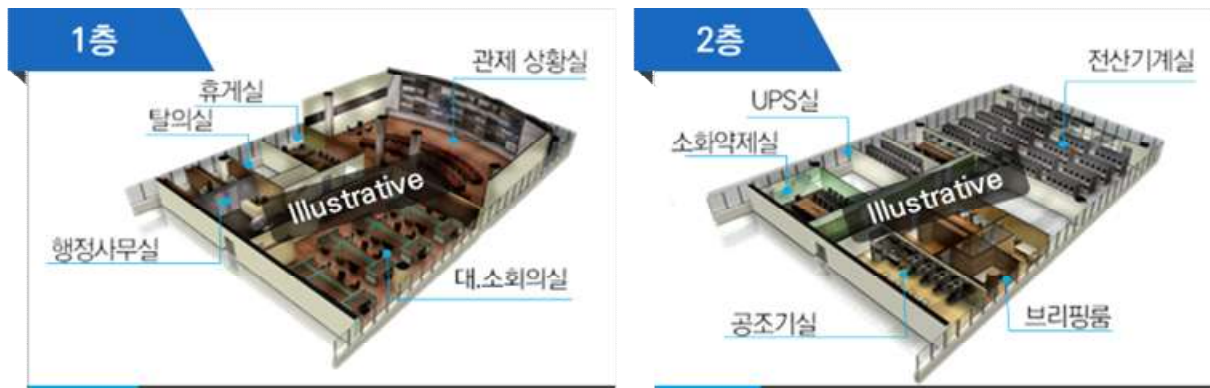 1층
관제 상황실
휴게실
탈의실
Illustrative
행정사무실
대,소회의실
2층
전산기계실
UPS실
소화약제실
Illustrative
공조기실
브리핑룸